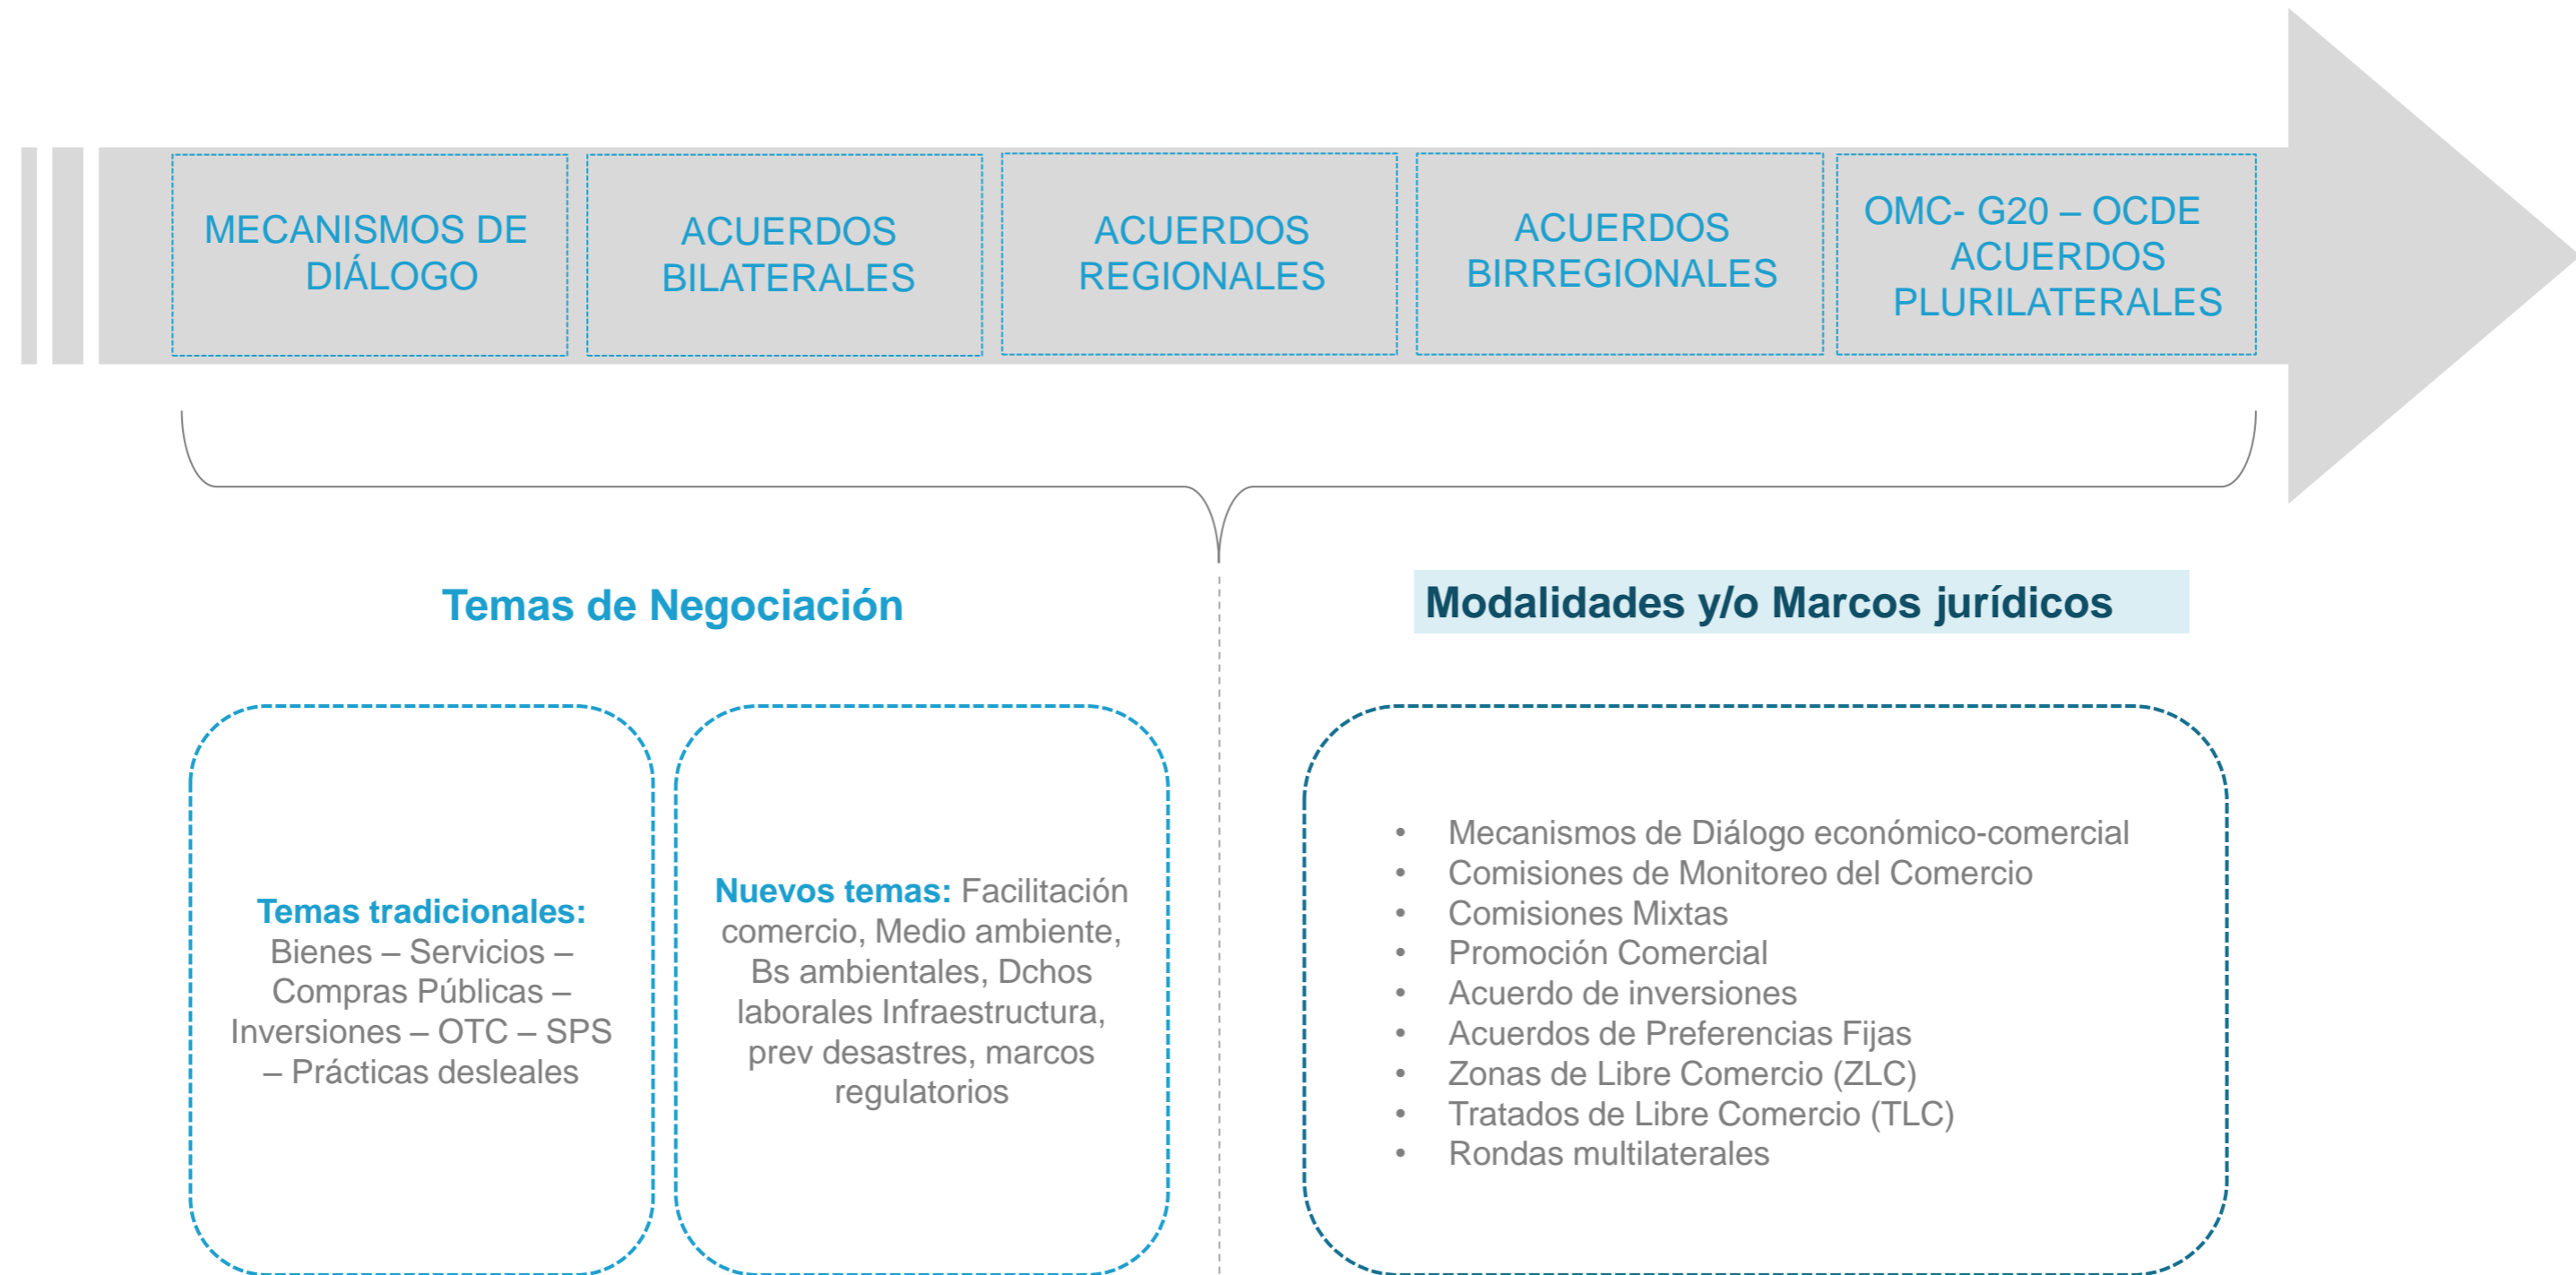 MECANISMOS DE
DIÁLOGO
ACUERDOS
BILATERALES
ACUERDOS
REGIONALES
ACUERDOS
BIRREGIONALES
OMC- G20 – OCDE
ACUERDOS
PLURILATERALES
Temas de Negociación
Temas tradicionales:
Bienes – Servicios –
Compras Públicas –
Inversiones – OTC – SPS
– Prácticas desleales
Nuevos temas: Facilitación
comercio, Medio ambiente,
Bs ambientales, Dchos
laborales Infraestructura,
prev desastres, marcos
regulatorios
Modalidades y/o Marcos jurídicos
• Mecanismos de Diálogo económico-comercial
• Comisiones de Monitoreo del Comercio
• Comisiones Mixtas
• Promoción Comercial
• Acuerdo de inversiones
• Acuerdos de Preferencias Fijas
• Zonas de Libre Comercio (ZLC)
• Tratados de Libre Comercio (TLC)
• Rondas multilaterales